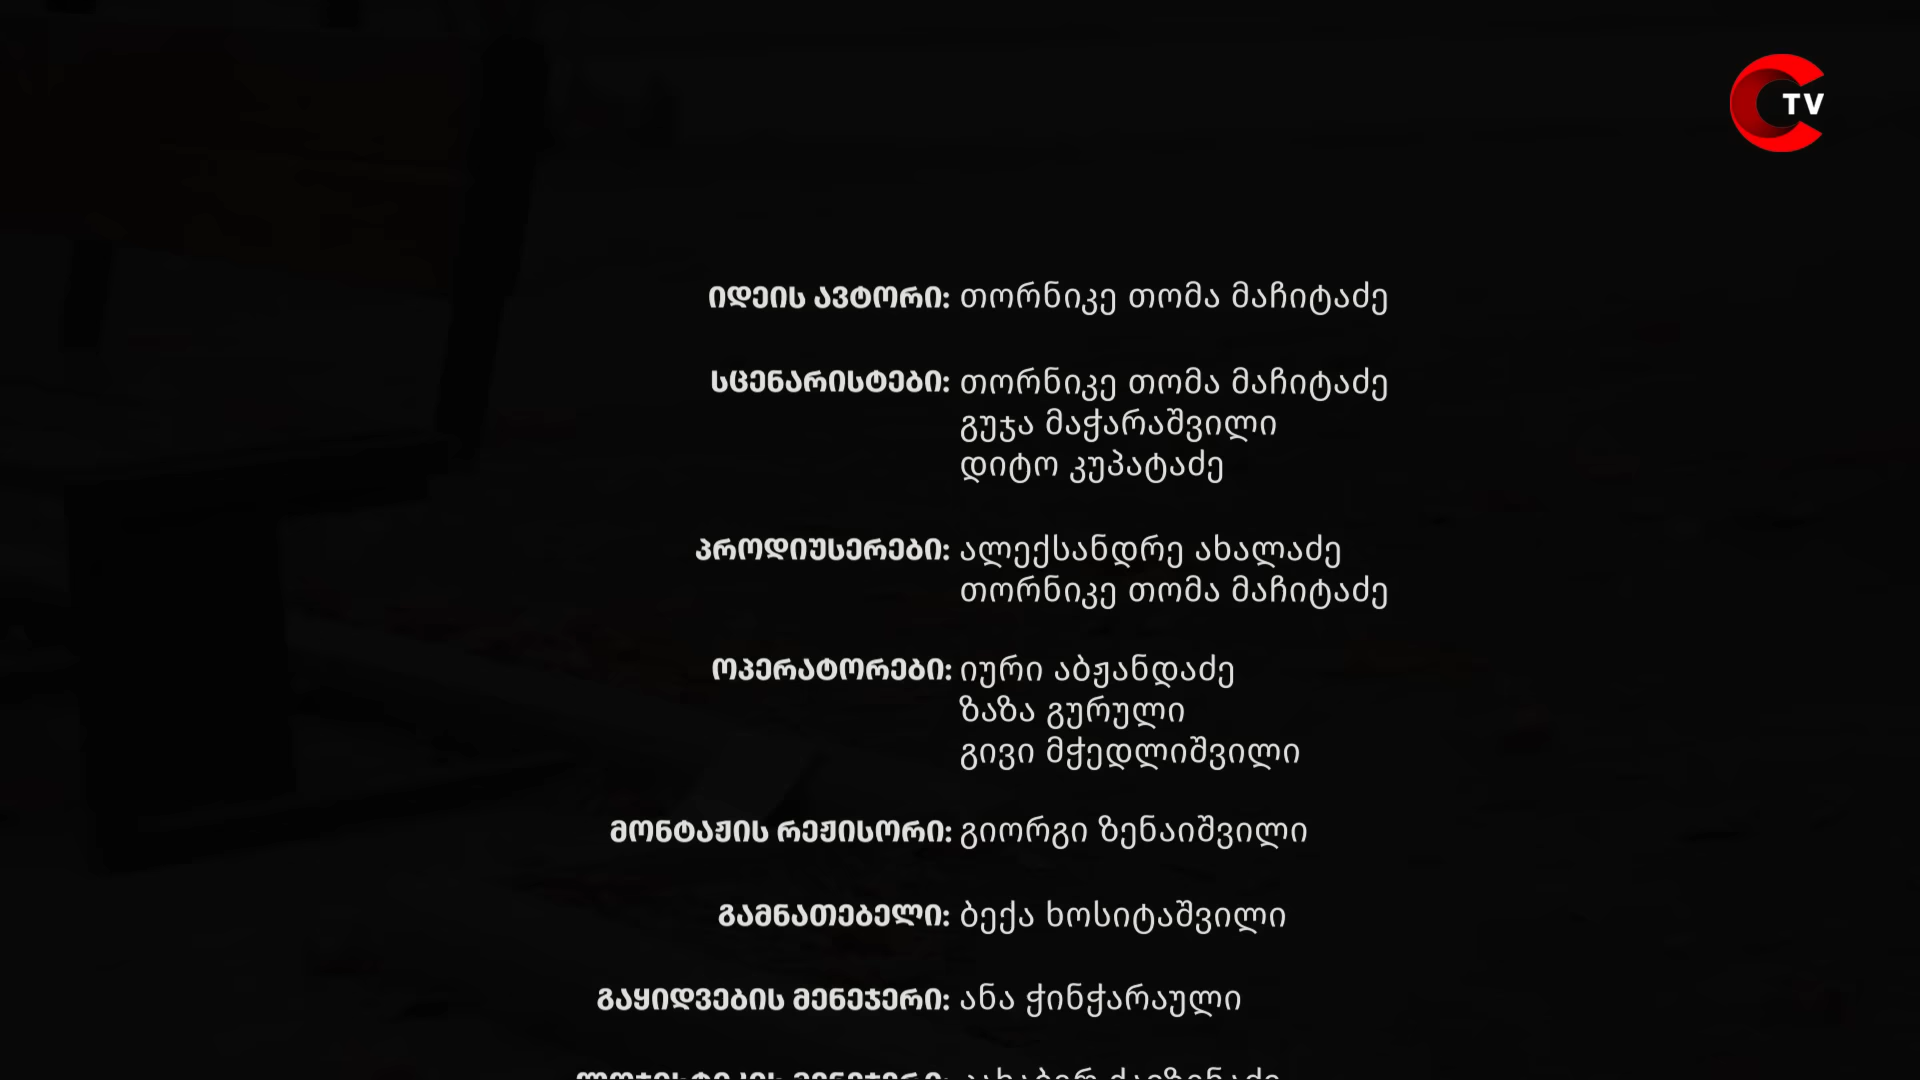 TV
იდეის ავტორი: თორნიკე თომა მაჩიტაძე
სცენარისტები: თორნიკე თომა მაჩიტაძე
გუჯა მაჭარაშვილი
დიტო კუპატაძე
პროდიუსერები: ალექსანდრე ახალაძე
თორნიკე თომა მაჩიტაძე
ოპერატორები: იური აბჟანდაძე
ზაზა გურული
გივი მჭედლიშვილი
მონტაჟის რეჟისორი: გიორგი ზენაიშვილი
გამნათებელი: ბექა ხოსიტაშვილი
გაყიდვების მენეჯერი: ანა ჭინჭარაული